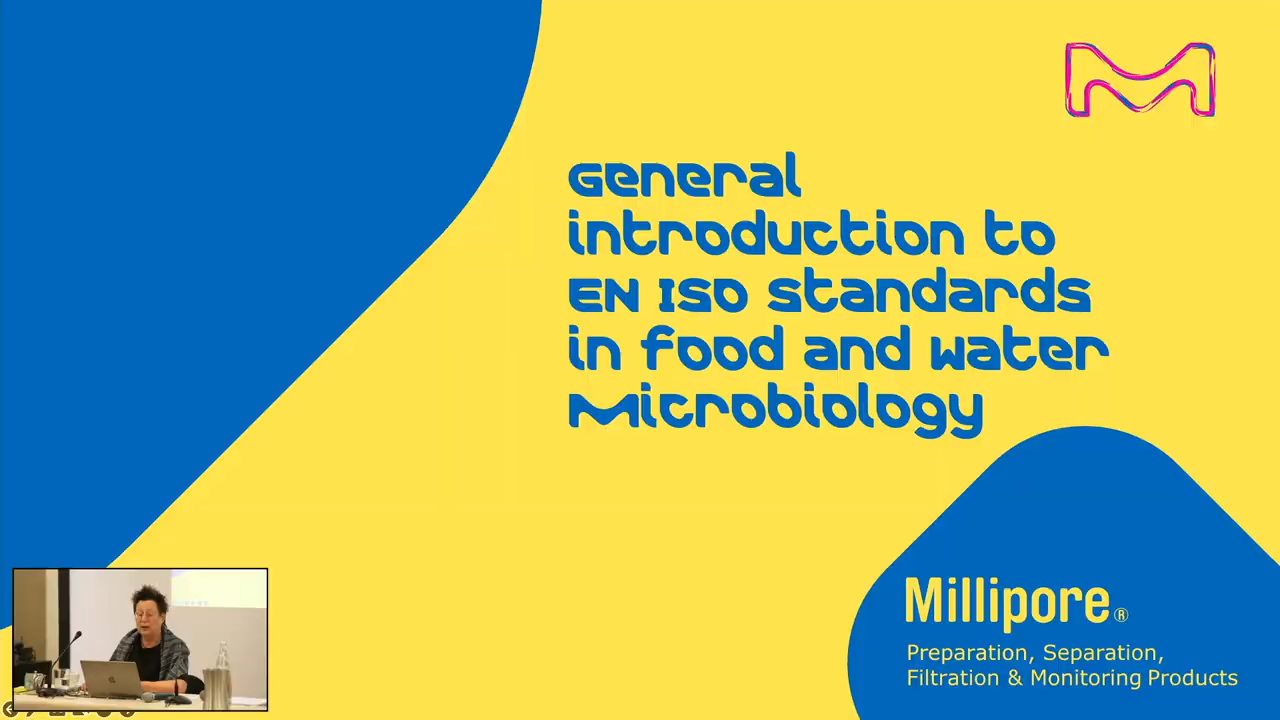 General
introduction to
EN ISO standards
in food and water
Microbiology
Millipore®
Preparation, Separation,
Filtration & Monitoring Products